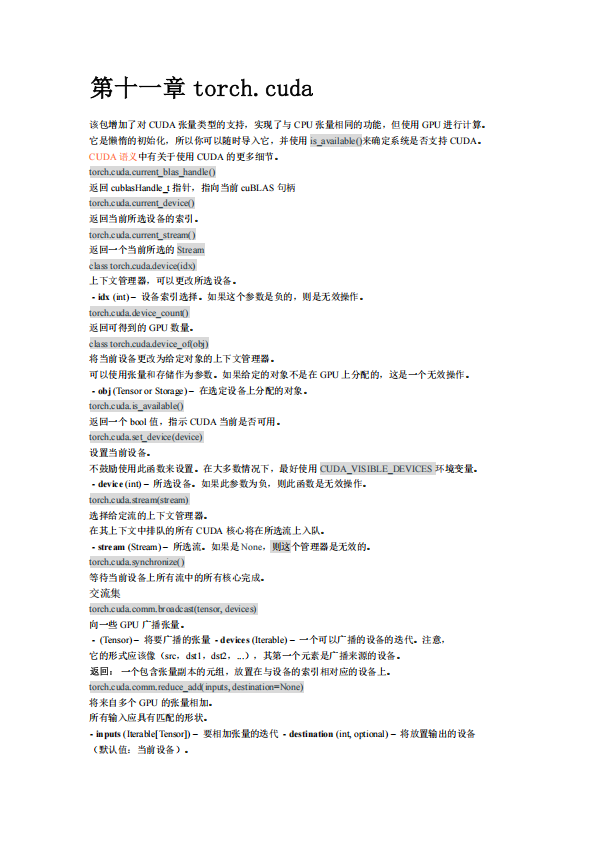 第十一章 torch.cuda
该包增加了对 CUDA 张量类型的支持，实现了与 CPU 张量相同的功能，但使用 GPU 进行计算。
它是懒惰的初始化，所以你可以随时导入它，并使用 is_available()来确定系统是否支持 CUDA。
CUDA 语义中有关于使用 CUDA 的更多细节。
torch.cuda.current_blas_handle()
返回 cublasHandle_t 指针，指向当前 cuBLAS 句柄
torch.cuda.current_device()
返回当前所选设备的索引。
torch.cuda.current_stream()
返回一个当前所选的 Stream
class torch.cuda.device(idx)
上下文管理器，可以更改所选设备。
- idx (int) – 设备索引选择。如果这个参数是负的，则是无效操作。
torch.cuda.device_count()
返回可得到的 GPU 数量。
class torch.cuda.device_of(obj)
将当前设备更改为给定对象的上下文管理器。
可以使用张量和存储作为参数。如果给定的对象不是在 GPU 上分配的，这是一个无效操作。
- obj (Tensor or Storage) – 在选定设备上分配的对象。
torch.cuda.is_available()
返回一个 bool 值，指示 CUDA 当前是否可用。
torch.cuda.set_device(device)
设置当前设备。
不鼓励使用此函数来设置。在大多数情况下，最好使用 CUDA_VISIBLE_DEVICES 环境变量。
- device (int) – 所选设备。如果此参数为负，则此函数是无效操作。
torch.cuda.stream(stream)
选择给定流的上下文管理器。
在其上下文中排队的所有 CUDA 核心将在所选流上入队。
- stream (Stream) – 所选流。如果是 None，则这个管理器是无效的。
torch.cuda.synchronize()
等待当前设备上所有流中的所有核心完成。
交流集
torch.cuda.comm.broadcast(tensor, devices)
向一些 GPU 广播张量。
- (Tensor) – 将要广播的张量 - devices (Iterable) – 一个可以广播的设备的迭代。注意，
它的形式应该像（src，dst1，dst2，...），其第一个元素是广播来源的设备。
返回： 一个包含张量副本的元组，放置在与设备的索引相对应的设备上。
torch.cuda.comm.reduce_add(inputs, destination=None)
将来自多个 GPU 的张量相加。
所有输入应具有匹配的形状。
- inputs (Iterable[Tensor]) – 要相加张量的迭代 - destination (int, optional) – 将放置输出的设备
（默认值：当前设备）。